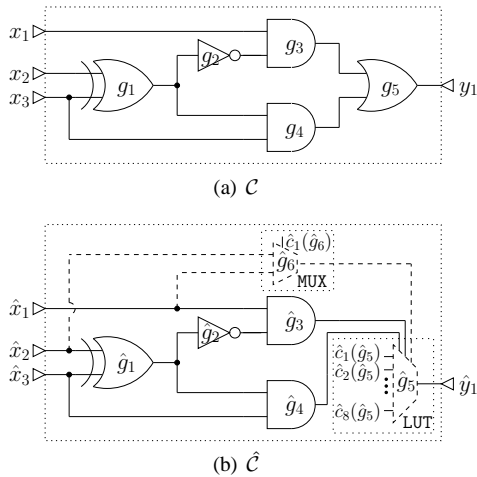 x₁
g₃
g₂
x₂
g₁
x₃
g₅
y₁
g₄
(a) 𝒞
ĉ₁(ĝ₆)
ĝ₆
MUX
x̂₁
ĝ₃
ĝ₂
x̂₂
ĝ₁
ĉ₁(ĝ₅)
x̂₃
ĉ₂(ĝ₅)
ĝ₅
ŷ₁
ĝ₄
ĉ₈(ĝ₅)
LUT
(b) 𝒞̂